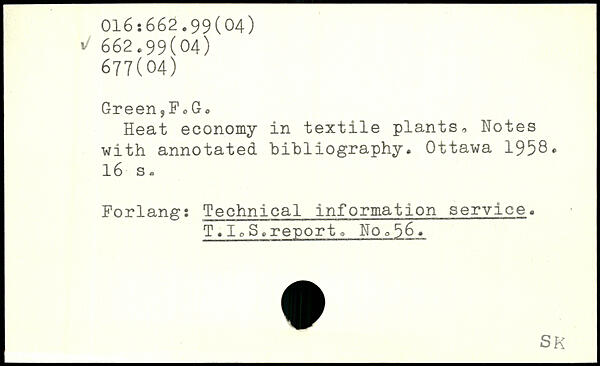 016:662.99(04)
✓ 662.99(04)
677(04)
Green,F.G.
Heat economy in textile plants. Notes
with annotated bibliography. Ottawa 1958.
16 s.
Forlang: Technical information service.
T.I.S.report. No.56.
SK